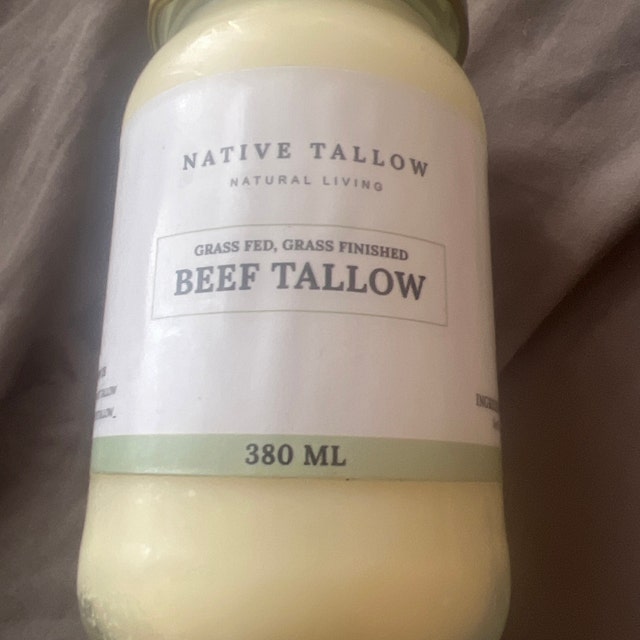 NATIVE TALLOW
NATURAL LIVING
GRASS FED, GRASS FINISHED
BEEF TALLOW
380 ML